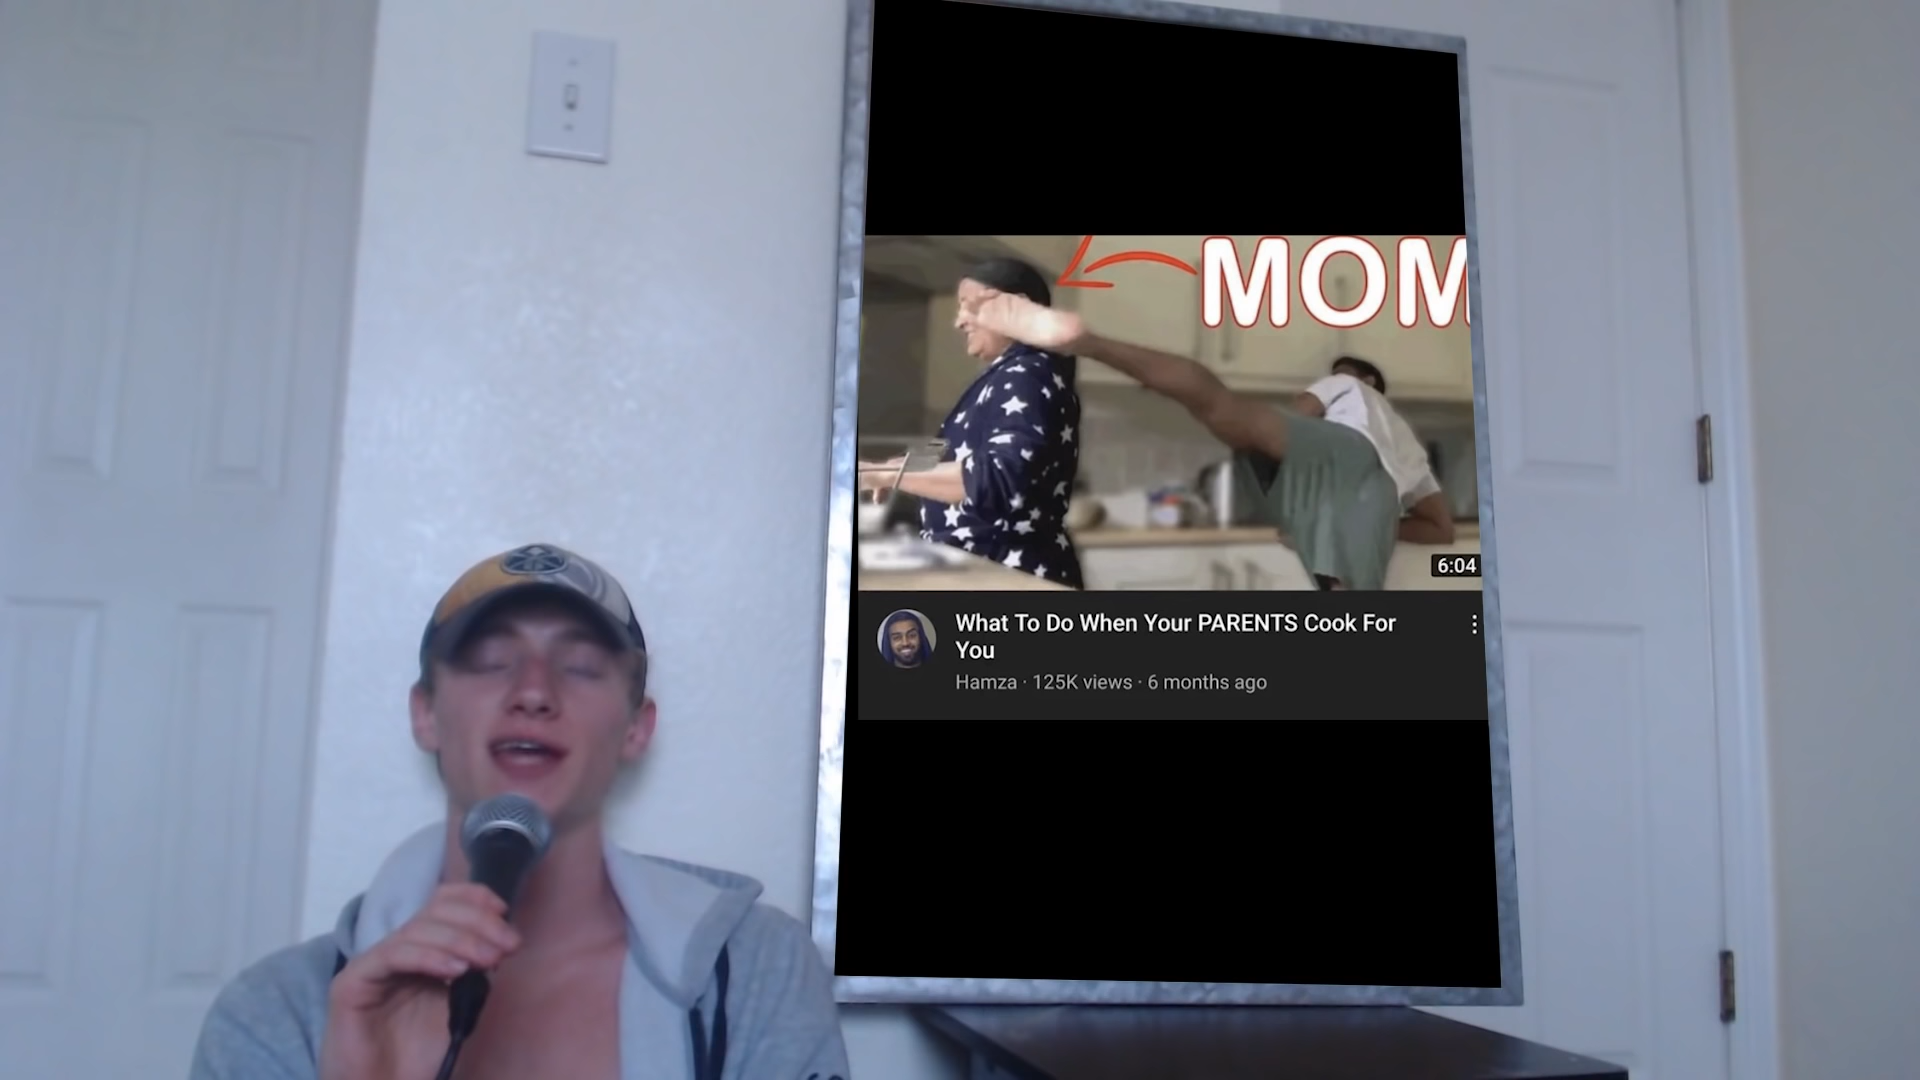 MOM
6:04
What To Do When Your PARENTS Cook For
You
Hamza · 125K views · 6 months ago